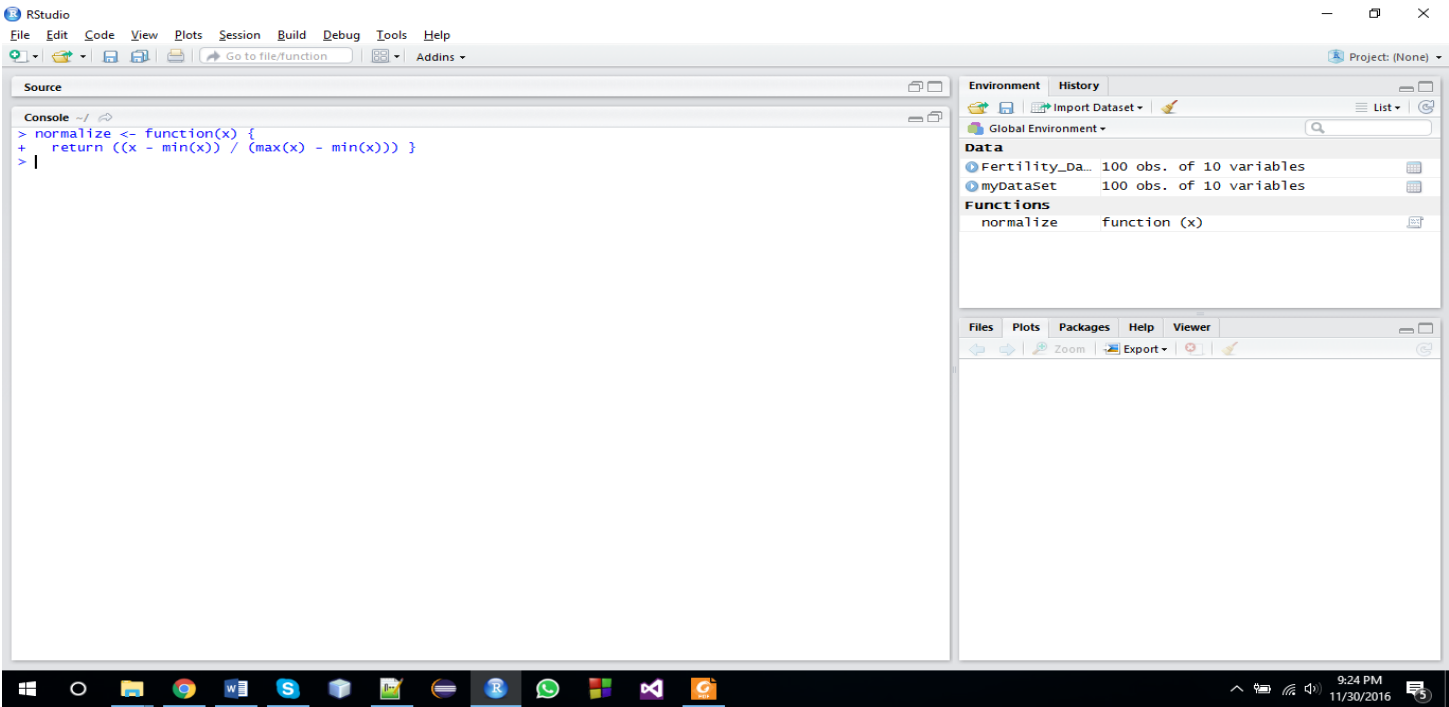 RStudio
File Edit Code View Plots Session Build Debug Tools Help
Go to file/function Addins
Project: (None)
Source
Console ~/
> normalize <- function(x) {
+   return ((x - min(x)) / (max(x) - min(x))) }
>
Environment History
Import Dataset List
Global Environment
Data
Fertility_Da… 100 obs. of 10 variables
myDataSet 100 obs. of 10 variables
Functions
normalize function (x)
Files Plots Packages Help Viewer
Zoom Export
9:24 PM
11/30/2016
5